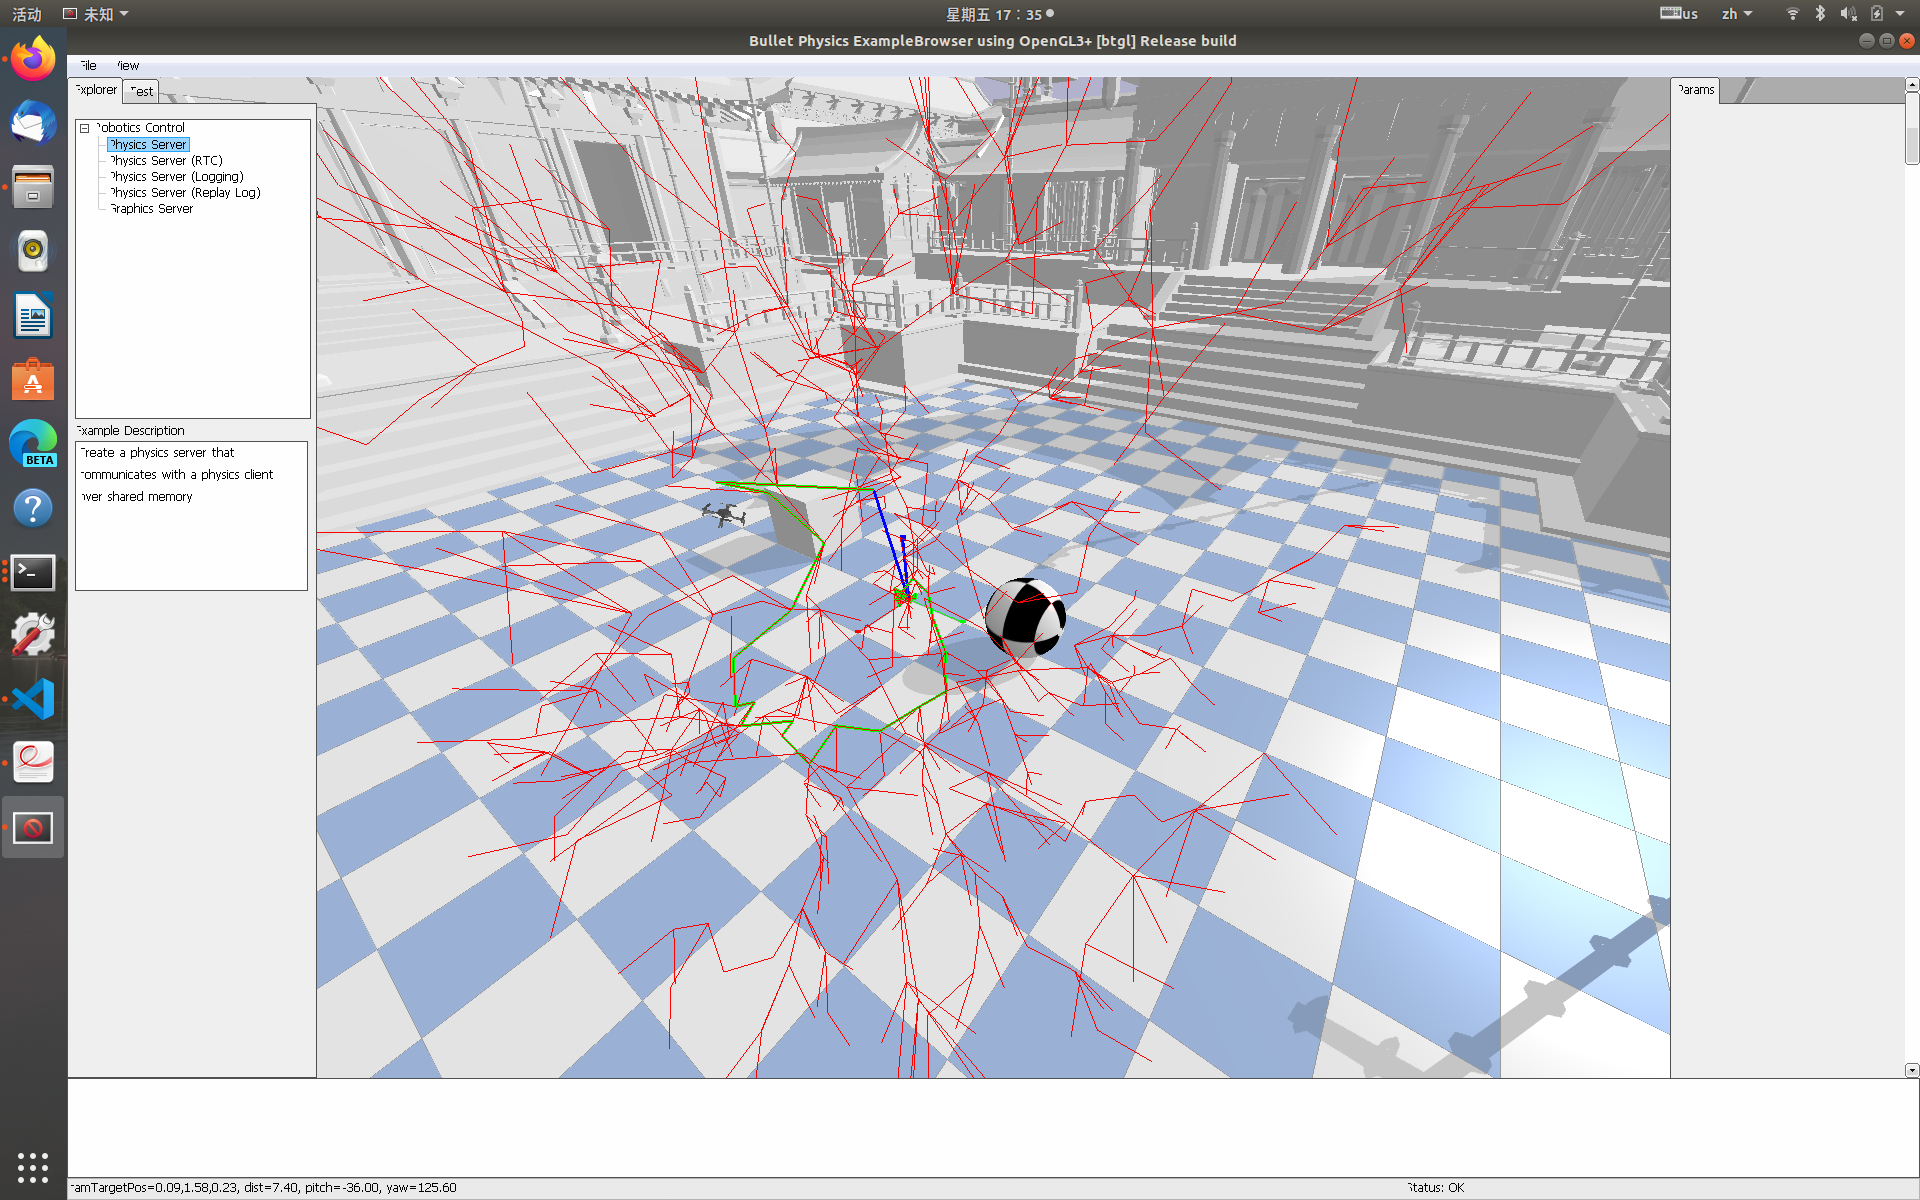 活动 未知 星期五 17：35 us zh
Bullet Physics ExampleBrowser using OpenGL3+ [btgl] Release build
File View
Explorer Test
Params
Robotics Control
Physics Server
Physics Server (RTC)
Physics Server (Logging)
Physics Server (Replay Log)
Graphics Server
Example Description
Create a physics server that
communicates with a physics client
over shared memory
BETA
camTargetPos=0.09,1.58,0.23, dist=7.40, pitch=-36.00, yaw=125.60
Status: OK